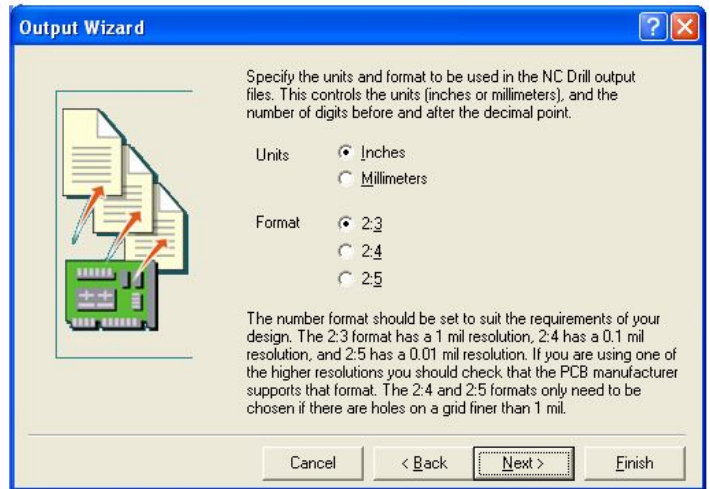 Output Wizard
Specify the units and format to be used in the NC Drill output
files. This controls the units (inches or millimeters), and the
number of digits before and after the decimal point.
Units
Inches
Millimeters
Format
2:3
2:4
2:5
The number format should be set to suit the requirements of your
design. The 2:3 format has a 1 mil resolution, 2:4 has a 0.1 mil
resolution, and 2:5 has a 0.01 mil resolution. If you are using one of
the higher resolutions you should check that the PCB manufacturer
supports that format. The 2:4 and 2:5 formats only need to be
chosen if there are holes on a grid finer than 1 mil.
Cancel
< Back
Next >
Finish